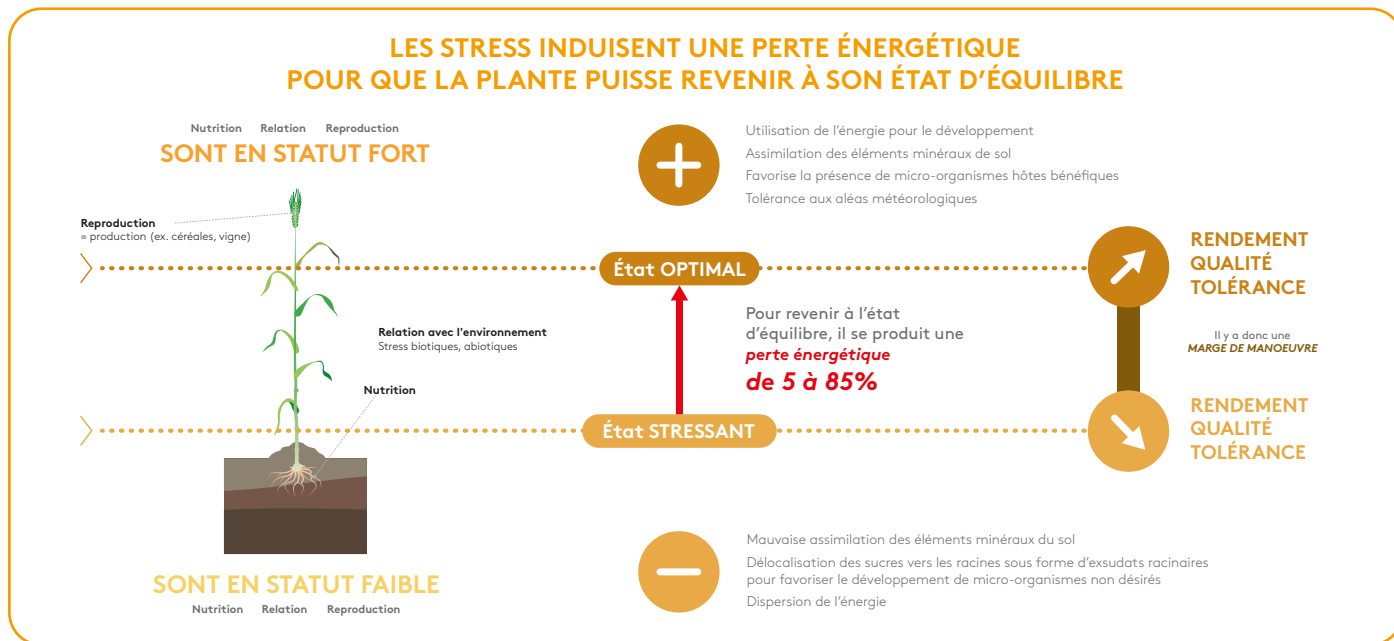 LES STRESS INDUISENT UNE PERTE ÉNERGÉTIQUE
POUR QUE LA PLANTE PUISSE REVENIR À SON ÉTAT D'ÉQUILIBRE
Nutrition Relation Reproduction
SONT EN STATUT FORT
Utilisation de l'énergie pour le développement
Assimilation des éléments minéraux de sol
Favorise la présence de micro-organismes hôtes bénéfiques
Tolérance aux aléas météorologiques
Reproduction
= production (ex. céréales, vigne)
État OPTIMAL
RENDEMENT
QUALITÉ
TOLÉRANCE
Relation avec l'environnement
Stress biotiques, abiotiques
Pour revenir à l'état
d'équilibre, il se produit une
perte énergétique
de 5 à 85%
Il y a donc une
MARGE DE MANOEUVRE
Nutrition
État STRESSANT
RENDEMENT
QUALITÉ
TOLÉRANCE
Mauvaise assimilation des éléments minéraux du sol
Délocalisation des sucres vers les racines sous forme d'exsudats racinaires
pour favoriser le développement de micro-organismes non désirés
Dispersion de l'énergie
SONT EN STATUT FAIBLE
Nutrition Relation Reproduction